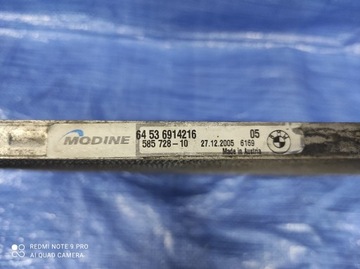 MODINE
64 53 6914216 05
585 728-10 27.12.2005 6159
Made in Austria
REDMI NOTE 9 PRO
AI QUAD CAMERA